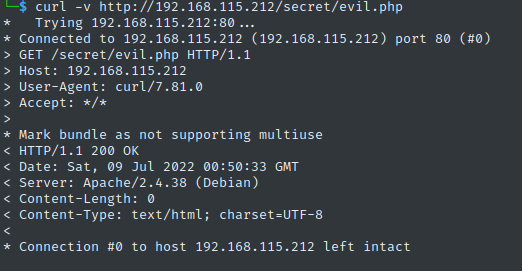 └─$ curl -v http://192.168.115.212/secret/evil.php
*   Trying 192.168.115.212:80...
* Connected to 192.168.115.212 (192.168.115.212) port 80 (#0)
> GET /secret/evil.php HTTP/1.1
> Host: 192.168.115.212
> User-Agent: curl/7.81.0
> Accept: */*
>
* Mark bundle as not supporting multiuse
< HTTP/1.1 200 OK
< Date: Sat, 09 Jul 2022 00:50:33 GMT
< Server: Apache/2.4.38 (Debian)
< Content-Length: 0
< Content-Type: text/html; charset=UTF-8
<
* Connection #0 to host 192.168.115.212 left intact